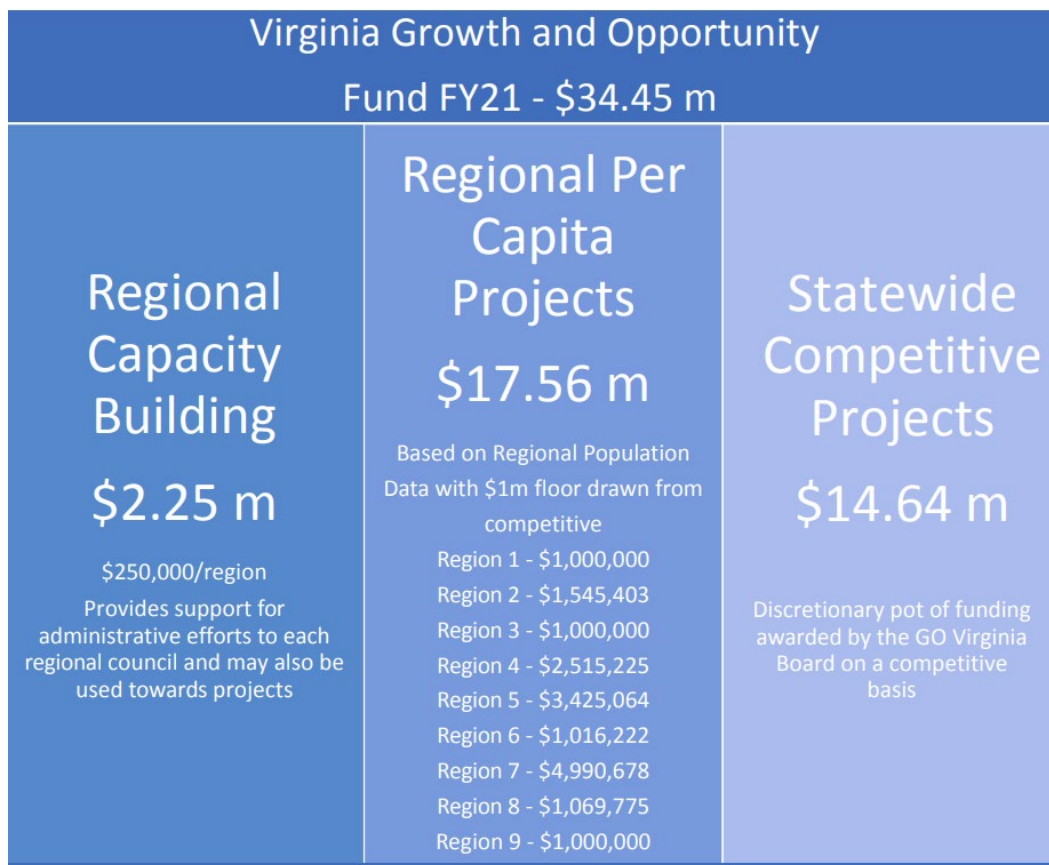 Virginia Growth and Opportunity
Fund FY21 - $34.45 m
Regional
Capacity
Building
$2.25 m
$250,000/region
Provides support for
administrative efforts to each
regional council and may also be
used towards projects
Regional Per
Capita
Projects
$17.56 m
Based on Regional Population
Data with $1m floor drawn from
competitive
Region 1 - $1,000,000
Region 2 - $1,545,403
Region 3 - $1,000,000
Region 4 - $2,515,225
Region 5 - $3,425,064
Region 6 - $1,016,222
Region 7 - $4,990,678
Region 8 - $1,069,775
Region 9 - $1,000,000
Statewide
Competitive
Projects
$14.64 m
Discretionary pot of funding
awarded by the GO Virginia
Board on a competitive
basis